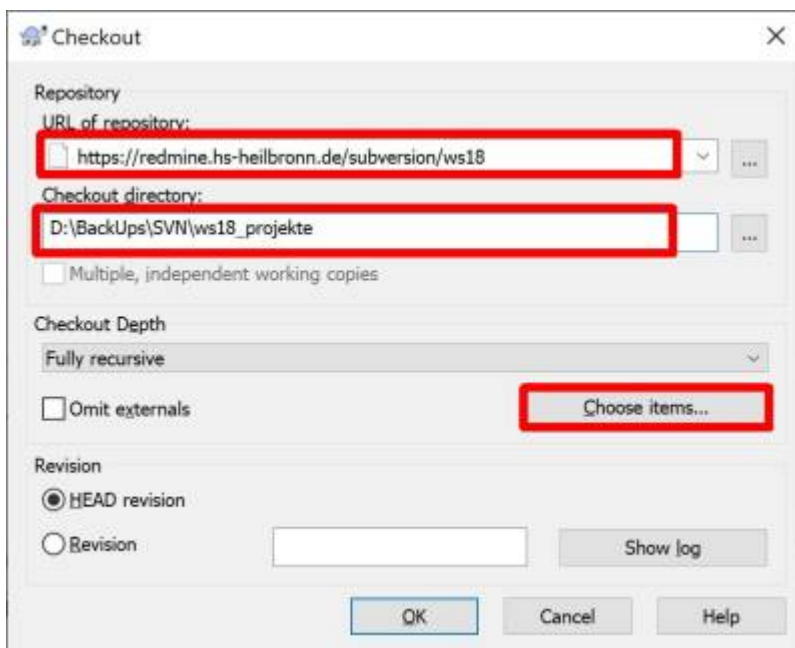 Checkout
Repository
URL of repository:
https://redmine.hs-heilbronn.de/subversion/ws18
...
Checkout directory:
D:\BackUps\SVN\ws18_projekte
...
Multiple, independent working copies
Checkout Depth
Fully recursive
Omit externals
Choose items...
Revision
HEAD revision
Revision
Show log
OK
Cancel
Help